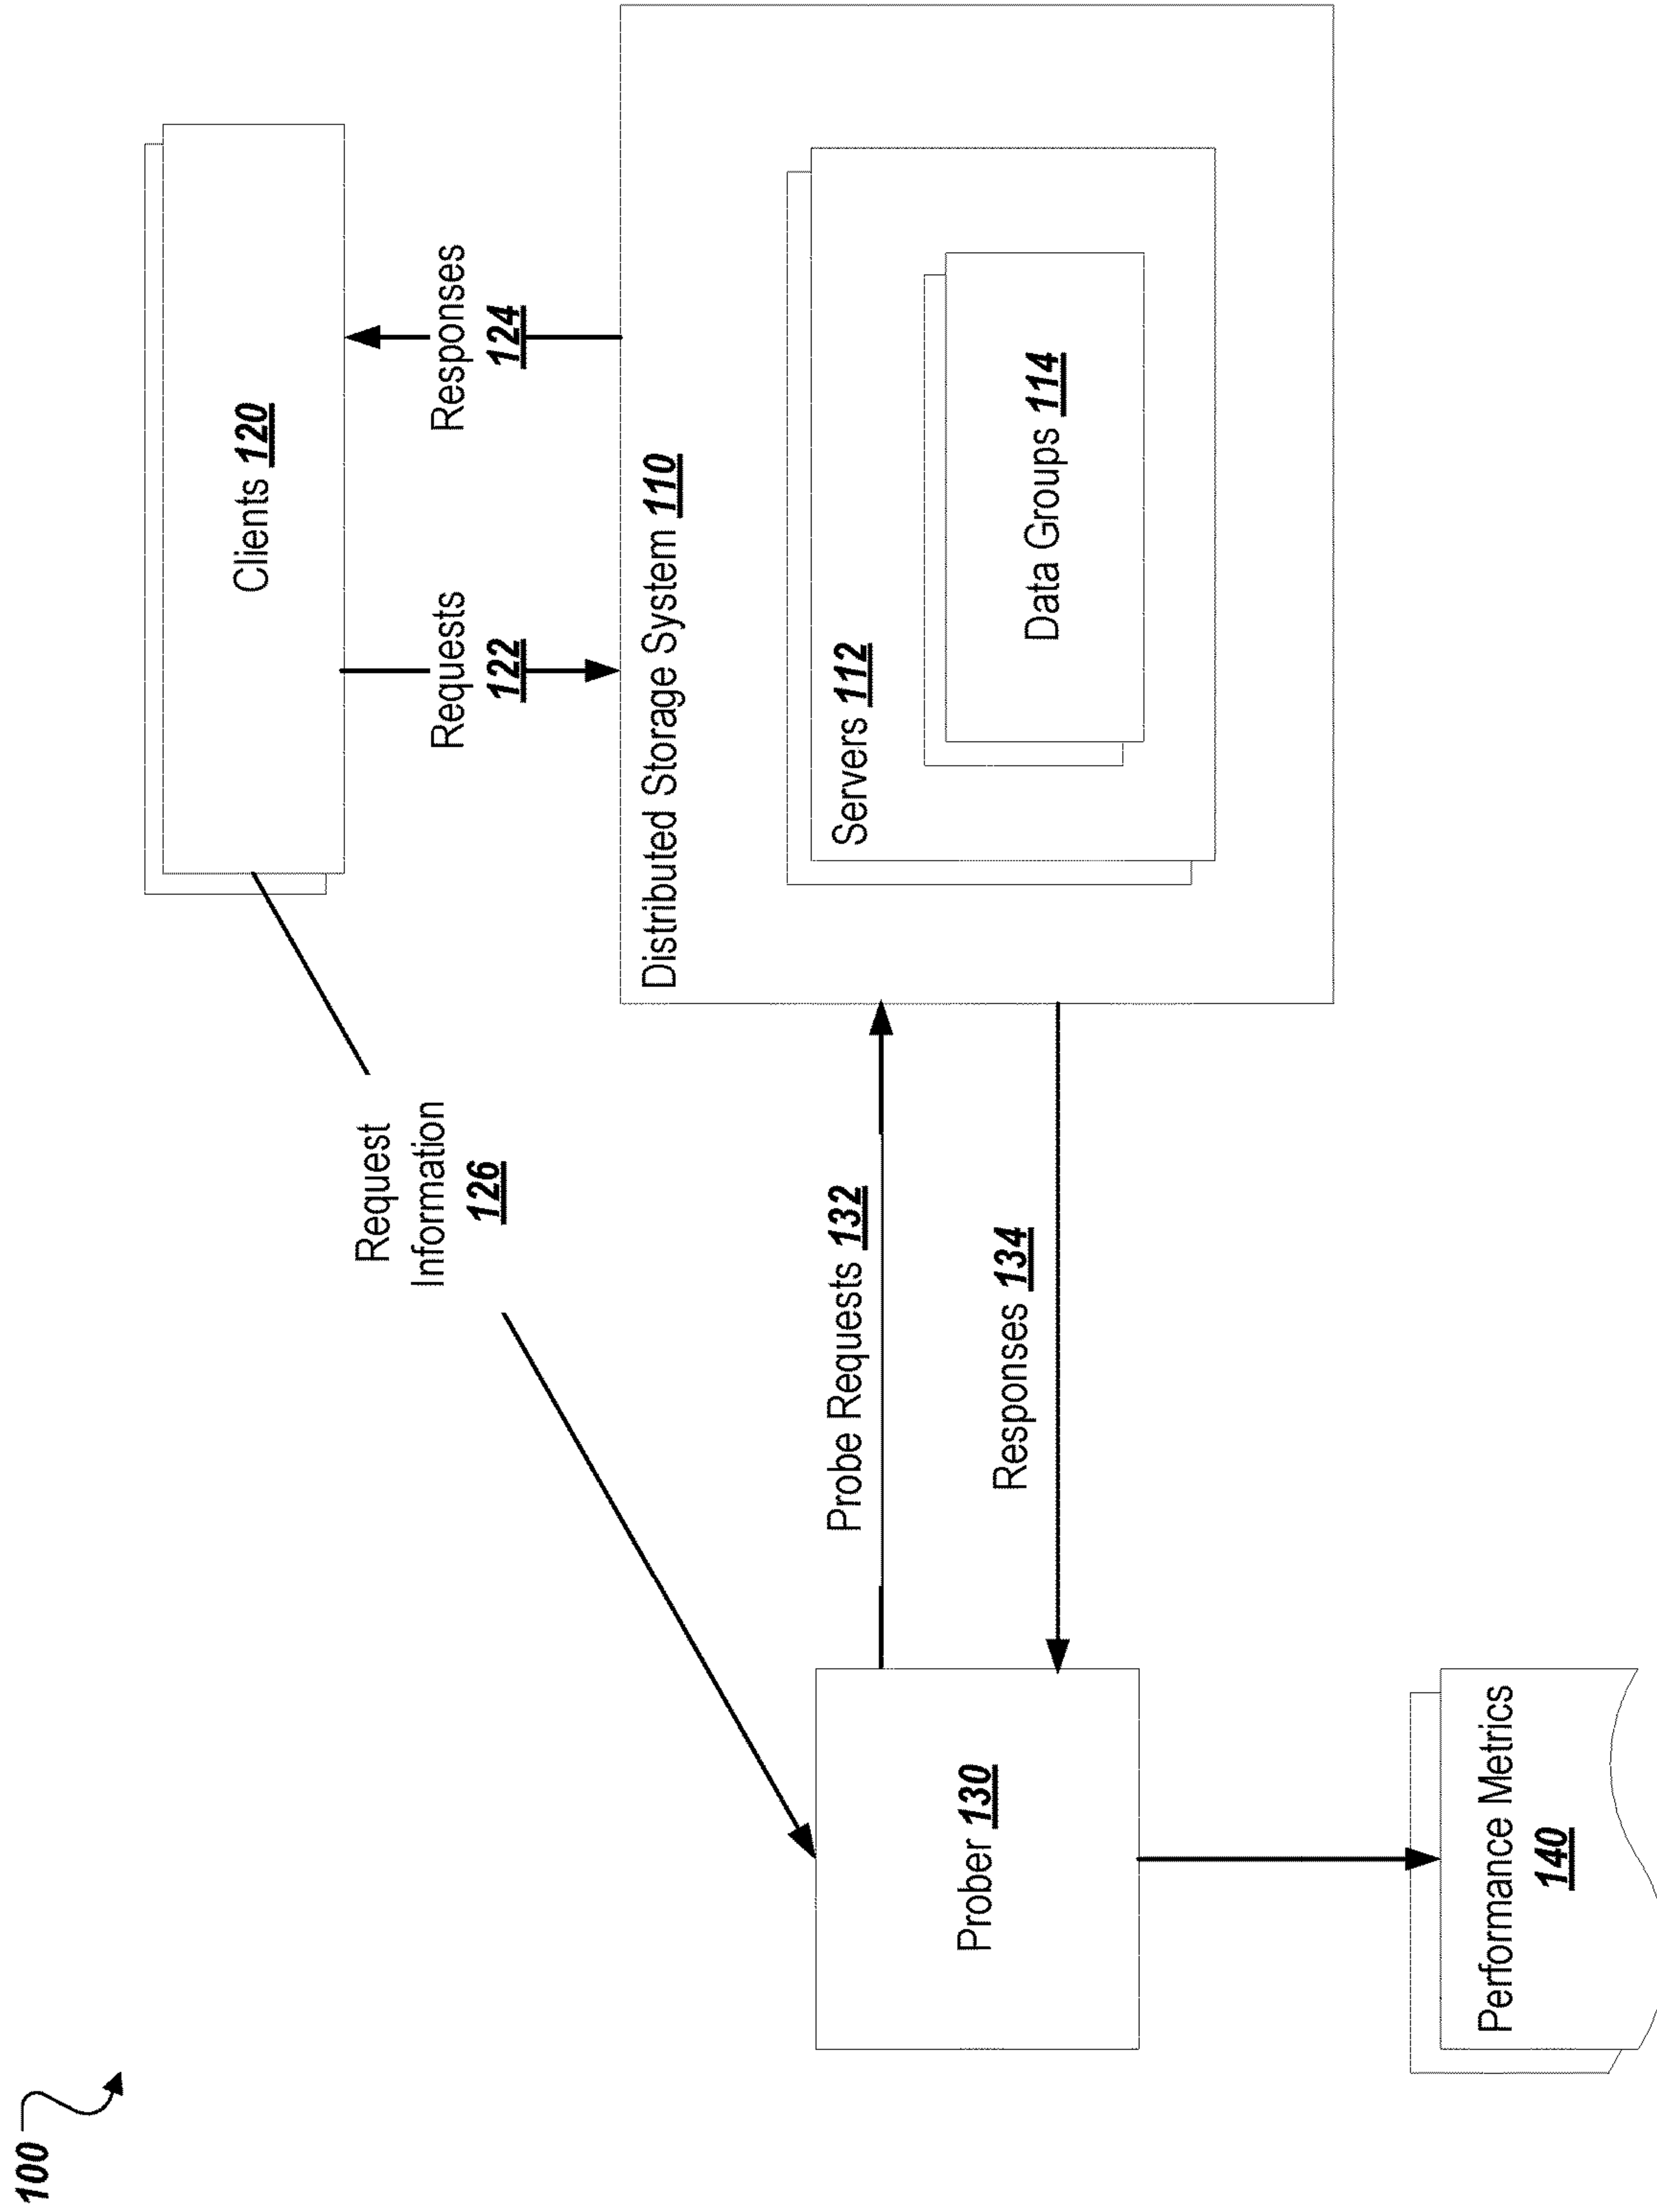 100
Clients 120
Request
Information
126
Requests
122
Responses
124
Distributed Storage System 110
Servers 112
Data Groups 114
Probe Requests 132
Responses 134
Prober 130
Performance Metrics
140